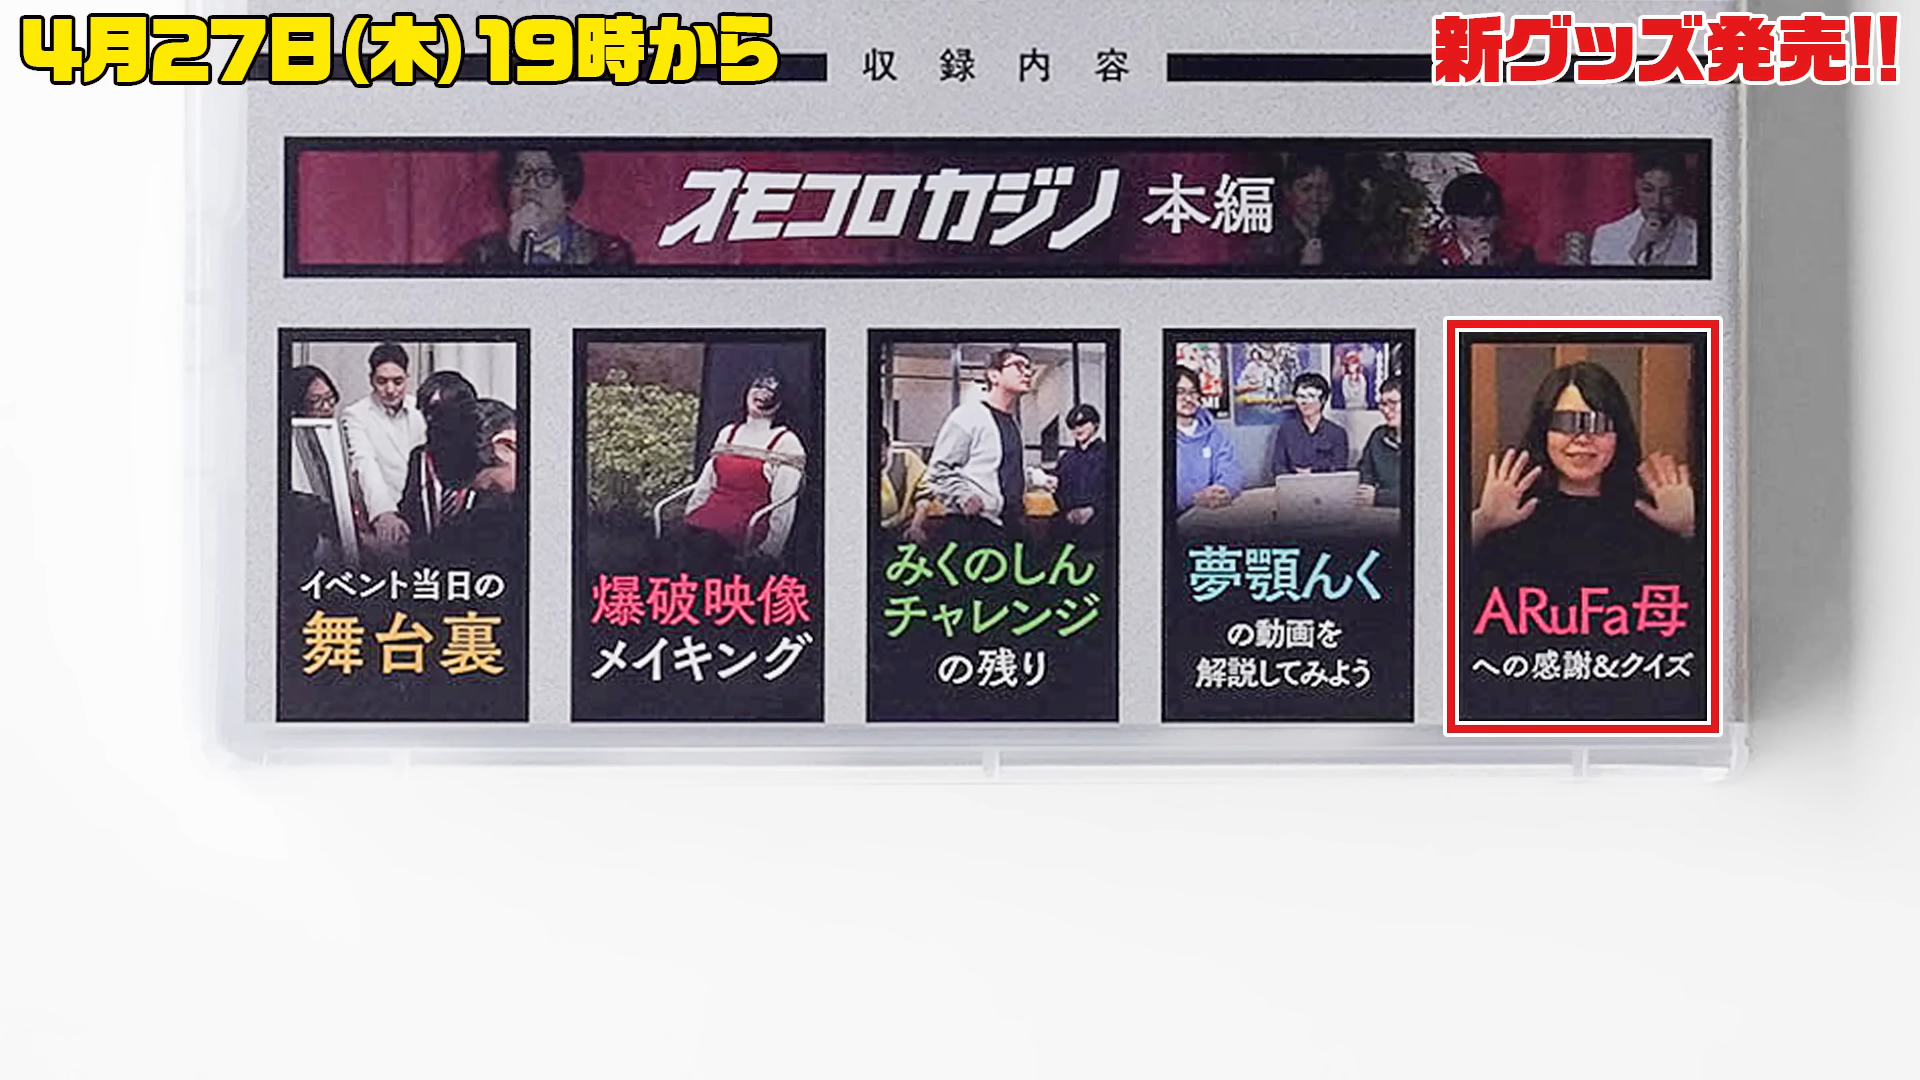 4月27日(木)19時から
新グッズ発売!!
収録内容
オモコロカジノ 本編
イベント当日の
舞台裏
爆破映像
メイキング
みくのしん
チャレンジ
の残り
夢顎んく
の動画を
解説してみよう
ARuFa母
への感謝&クイズ